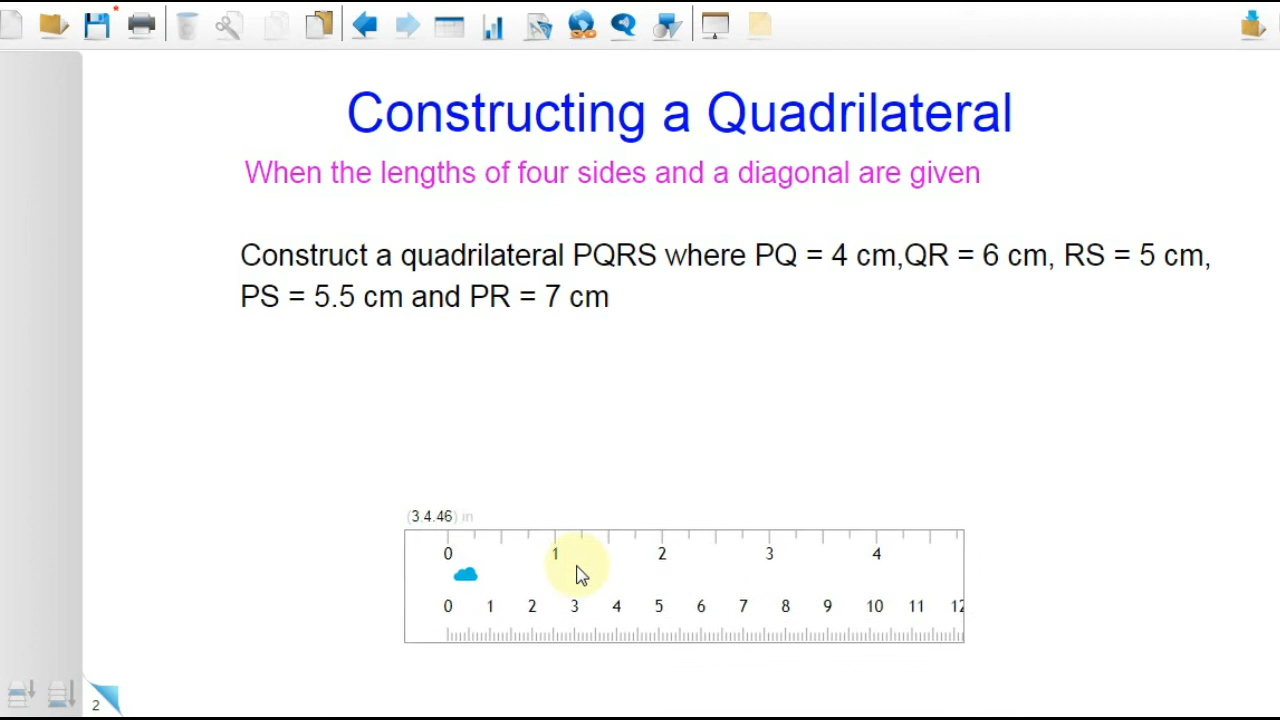 Constructing a Quadrilateral
When the lengths of four sides and a diagonal are given
Construct a quadrilateral PQRS where PQ = 4 cm,QR = 6 cm, RS = 5 cm,
PS = 5.5 cm and PR = 7 cm
(3,4.46) in
0 1 2 3 4
0 1 2 3 4 5 6 7 8 9 10 11 12
2